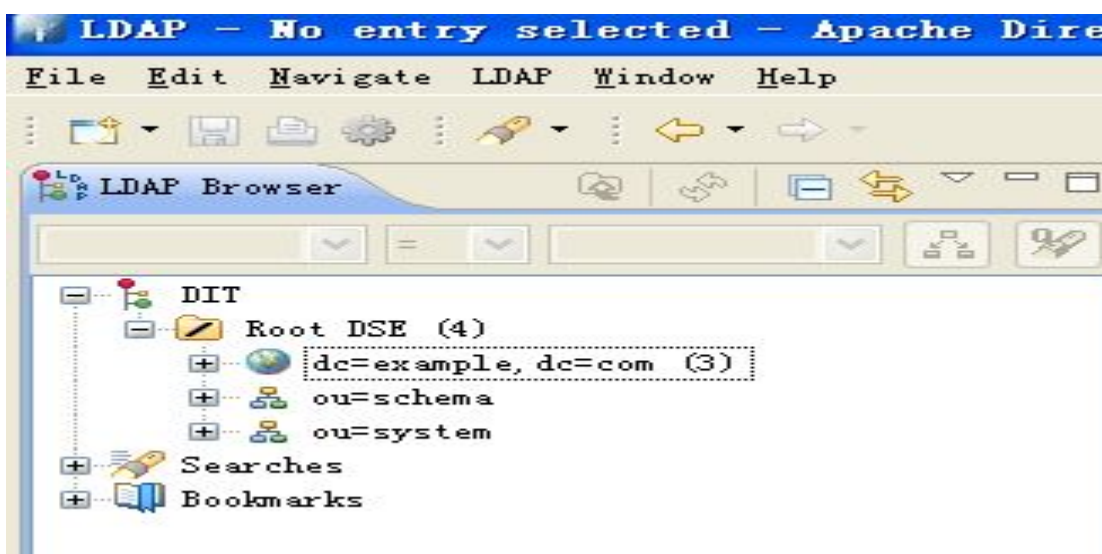 LDAP - No entry selected - Apache Dire
File Edit Navigate LDAP Window Help
LDAP Browser
=
DIT
Root DSE (4)
dc=example,dc=com (3)
ou=schema
ou=system
Searches
Bookmarks